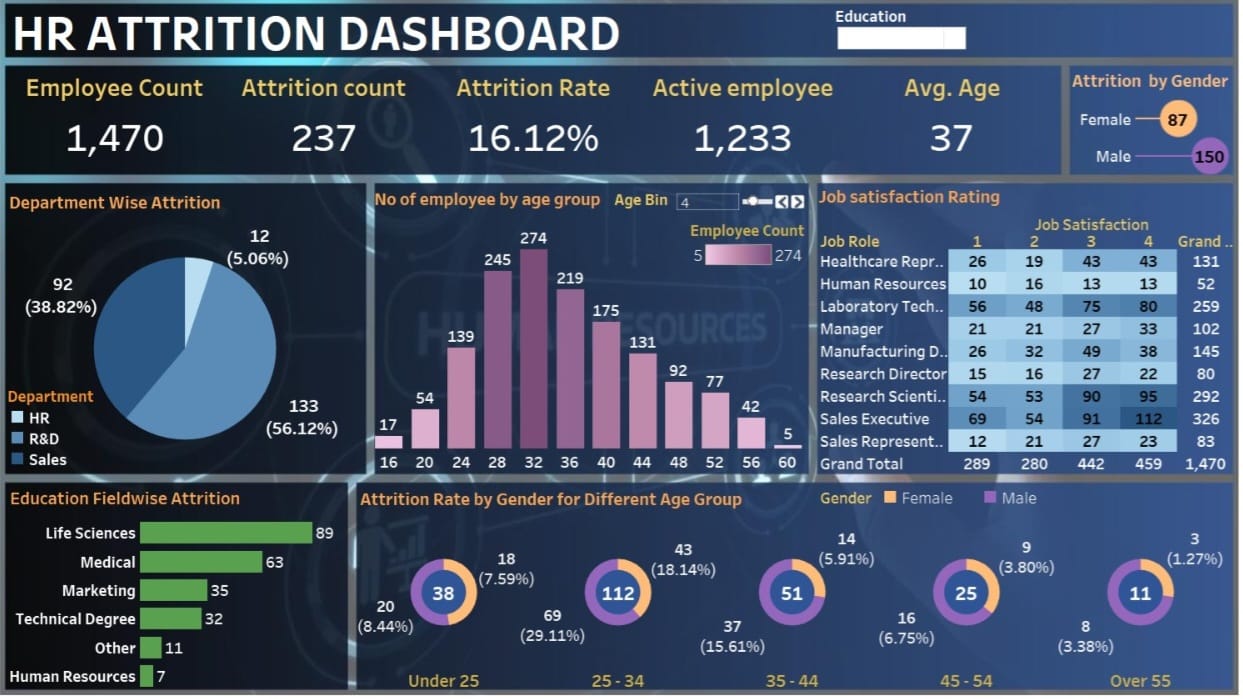 HR ATTRITION DASHBOARD
Education
Employee Count Attrition count Attrition Rate Active employee Avg. Age
1,470 237 16.12% 1,233 37
Attrition by Gender
Female 87
Male 150
Department Wise Attrition
12
(5.06%)
92
(38.82%)
133
(56.12%)
Department
HR
R&D
Sales
No of employee by age group Age Bin 4
Employee Count
5 274
17 54 139 245 274 219 175 131 92 77 42 5
16 20 24 28 32 36 40 44 48 52 56 60
HUMAN RESOURCES
Job satisfaction Rating
Job Satisfaction
Job Role 1 2 3 4 Grand ..
Healthcare Repr.. 26 19 43 43 131
Human Resources 10 16 13 13 52
Laboratory Tech.. 56 48 75 80 259
Manager 21 21 27 33 102
Manufacturing D.. 26 32 49 38 145
Research Director 15 16 27 22 80
Research Scienti.. 54 53 90 95 292
Sales Executive 69 54 91 112 326
Sales Represent.. 12 21 27 23 83
Grand Total 289 280 442 459 1,470
Education Fieldwise Attrition
Life Sciences 89
Medical 63
Marketing 35
Technical Degree 32
Other 11
Human Resources 7
Attrition Rate by Gender for Different Age Group
Gender Female Male
18
(7.59%)
38
20
(8.44%)
Under 25
43
(18.14%)
112
69
(29.11%)
25 - 34
14
(5.91%)
51
37
(15.61%)
35 - 44
9
(3.80%)
25
16
(6.75%)
45 - 54
3
(1.27%)
11
8
(3.38%)
Over 55